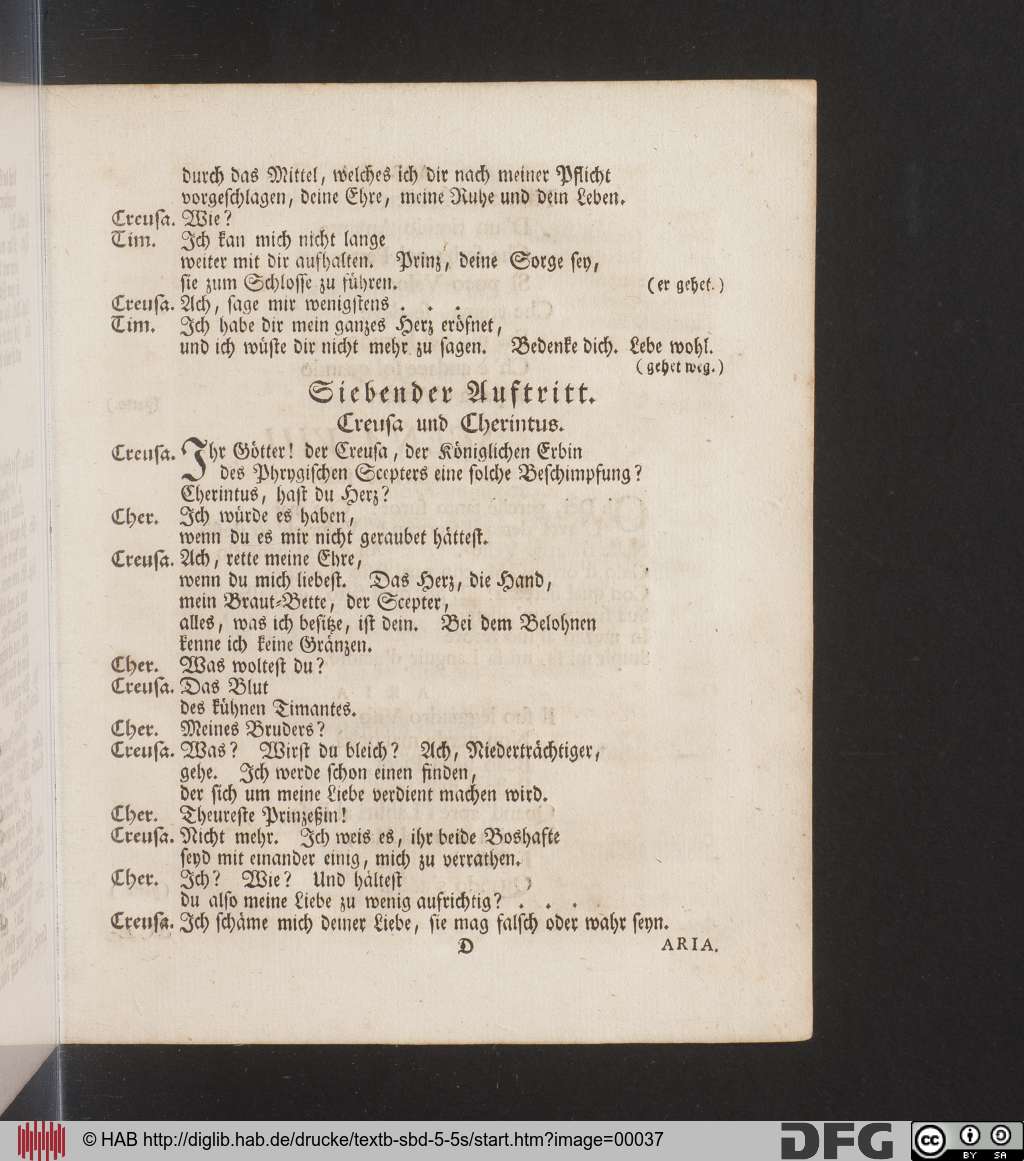 durch das Mittel, welches ich dir nach meiner Pflicht
vorgeschlagen, deine Ehre, meine Ruhe und dein Leben.
Creusa. Wie?
Tim. Ich kan mich nicht lange
weiter mit dir aufhalten. Prinz, deine Sorge sey,
sie zum Schlosse zu führen. (er gehet.)
Creusa. Ach, sage mir wenigstens . . .
Tim. Ich habe dir mein ganzes Herz eröfnet,
und ich wüste dir nicht mehr zu sagen. Bedenke dich. Lebe wohl.
(gehet weg.)
Siebender Auftritt.
Creusa und Cherintus.
Creusa. Ihr Götter! der Creusa, der Königlichen Erbin
des Phrygischen Scepters eine solche Beschimpfung?
Cherintus, hast du Herz?
Cher. Ich würde es haben,
wenn du es mir nicht geraubet hättest.
Creusa. Ach, rette meine Ehre,
wenn du mich liebest. Das Herz, die Hand,
mein Braut-Bette, der Scepter,
alles, was ich besitze, ist dein. Bei dem Belohnen
kenne ich keine Gränzen.
Cher. Was woltest du?
Creusa. Das Blut
des kühnen Timantes.
Cher. Meines Bruders?
Creusa. Was? Wirst du bleich? Ach, Niederträchtiger,
gehe. Ich werde schon einen finden,
der sich um meine Liebe verdient machen wird.
Cher. Theureste Prinzeßin!
Creusa. Nicht mehr. Ich weis es, ihr beide Boshafte
seyd mit einander einig, mich zu verrathen.
Cher. Ich? Wie? Und hältest
du also meine Liebe zu wenig aufrichtig? . . .
Creusa. Ich schäme mich deiner Liebe, sie mag falsch oder wahr seyn.
D ARIA.
© HAB http://diglib.hab.de/drucke/textb-sbd-5-5s/start.htm?image=00037
DFG
cc BY SA